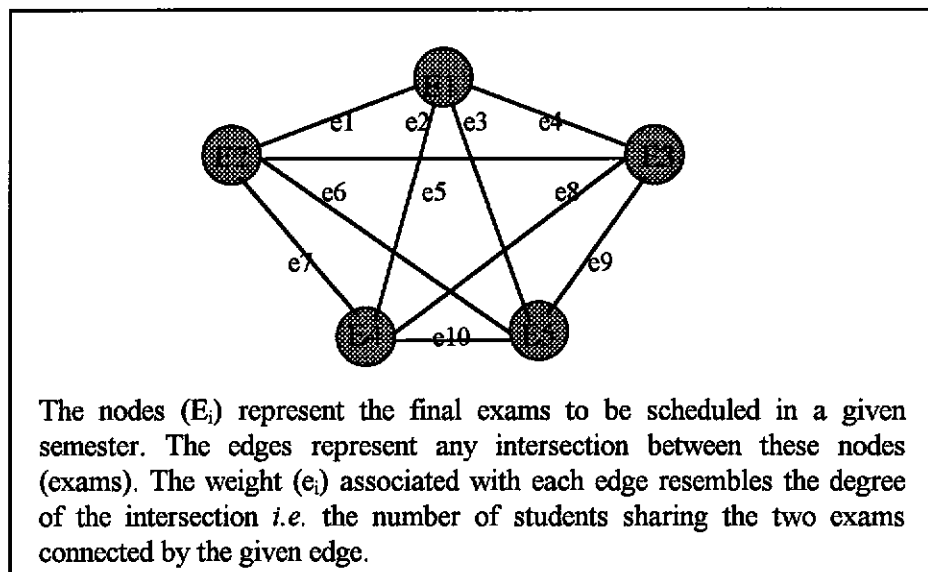 E1
e1 e2 e3 e4
E2 E3
e6 e5 e8
e7 e9
E4 e10 E5
The nodes (Ei) represent the final exams to be scheduled in a given
semester. The edges represent any intersection between these nodes
(exams). The weight (ei) associated with each edge resembles the degree
of the intersection i.e. the number of students sharing the two exams
connected by the given edge.